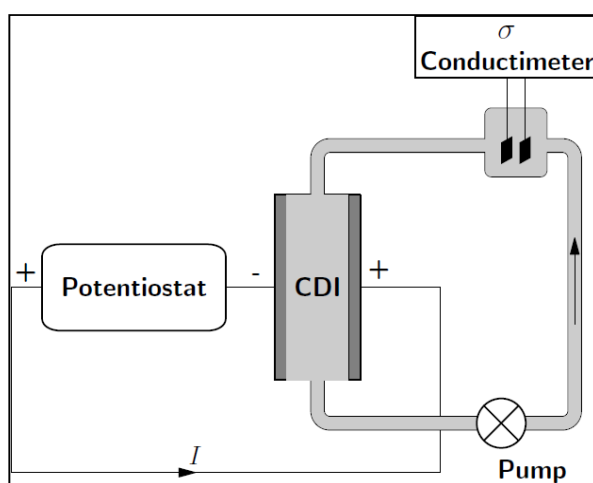 σ
Conductimeter
+
Potentiostat
-
CDI
+
I
Pump